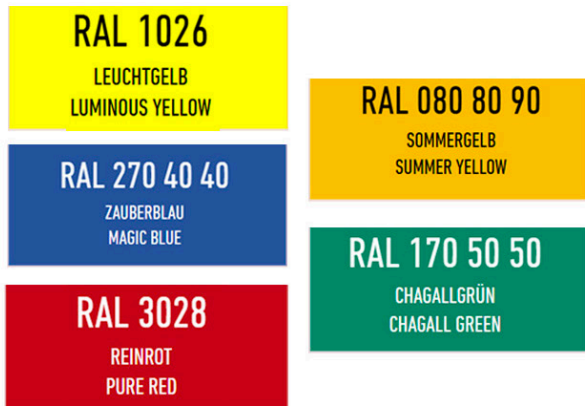 RAL 1026
LEUCHTGELB
LUMINOUS YELLOW
RAL 270 40 40
ZAUBERBLAU
MAGIC BLUE
RAL 3028
REINROT
PURE RED
RAL 080 80 90
SOMMERGELB
SUMMER YELLOW
RAL 170 50 50
CHAGALLGRÜN
CHAGALL GREEN